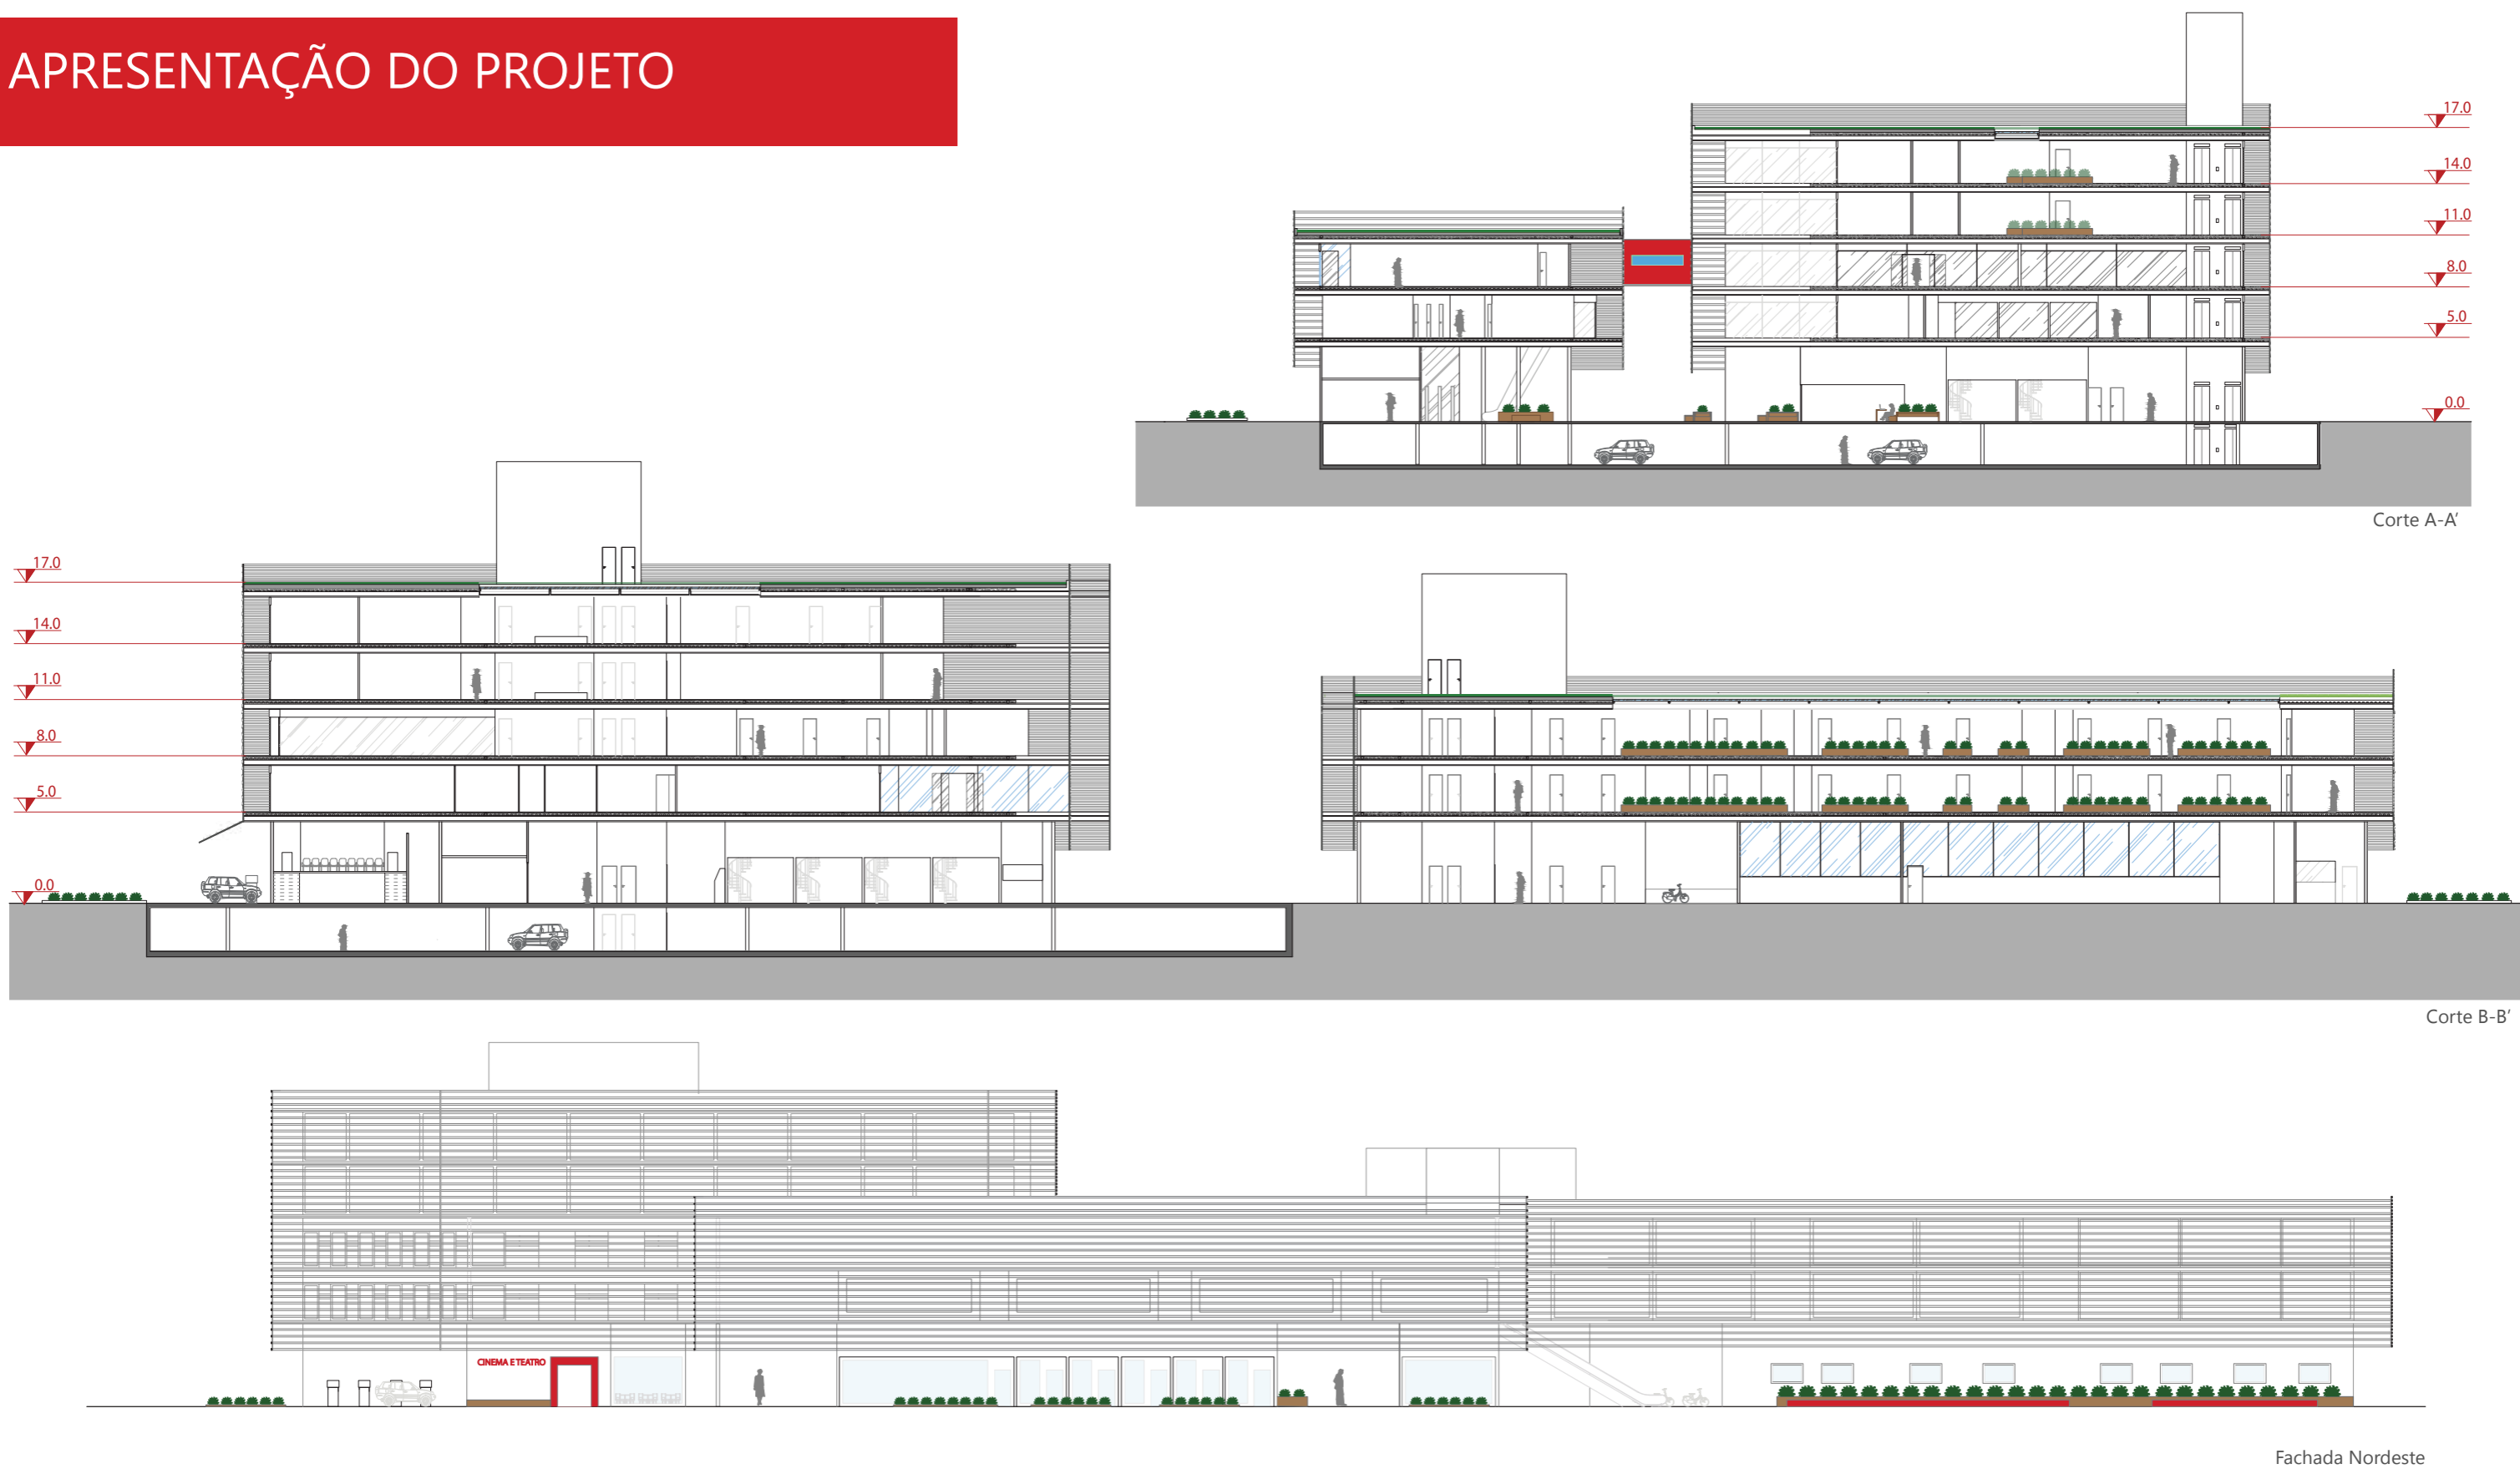 APRESENTAÇÃO DO PROJETO
17.0
14.0
11.0
8.0
5.0
0.0
Corte A-A'
17.0
14.0
11.0
8.0
5.0
0.0
Corte B-B'
CINEMA E TEATRO
Fachada Nordeste